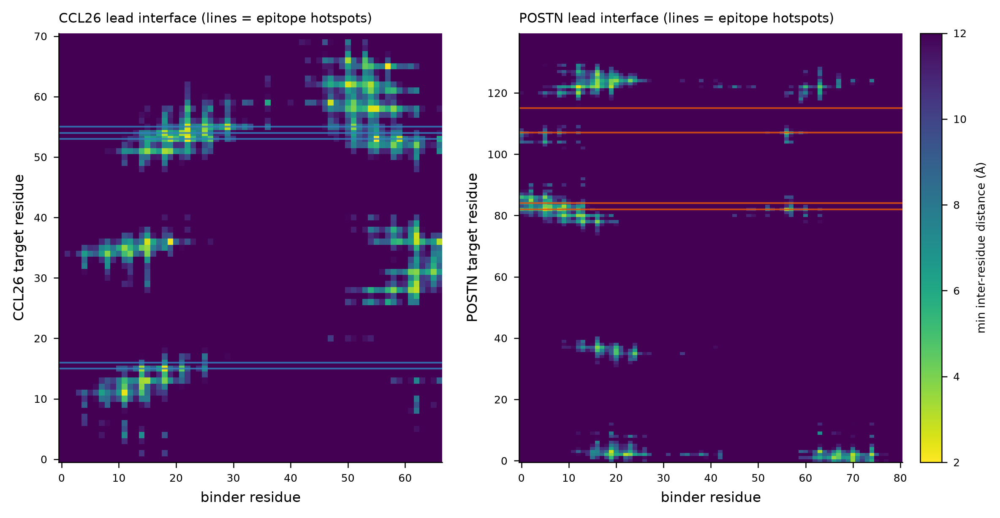 CCL26 lead interface (lines = epitope hotspots)
POSTN lead interface (lines = epitope hotspots)
CCL26 target residue
70
60
50
40
30
20
10
0
0 10 20 30 40 50 60
binder residue
POSTN target residue
120
100
80
60
40
20
0
0 10 20 30 40 50 60 70 80
binder residue
12
10
8
6
4
2
min inter-residue distance (Å)